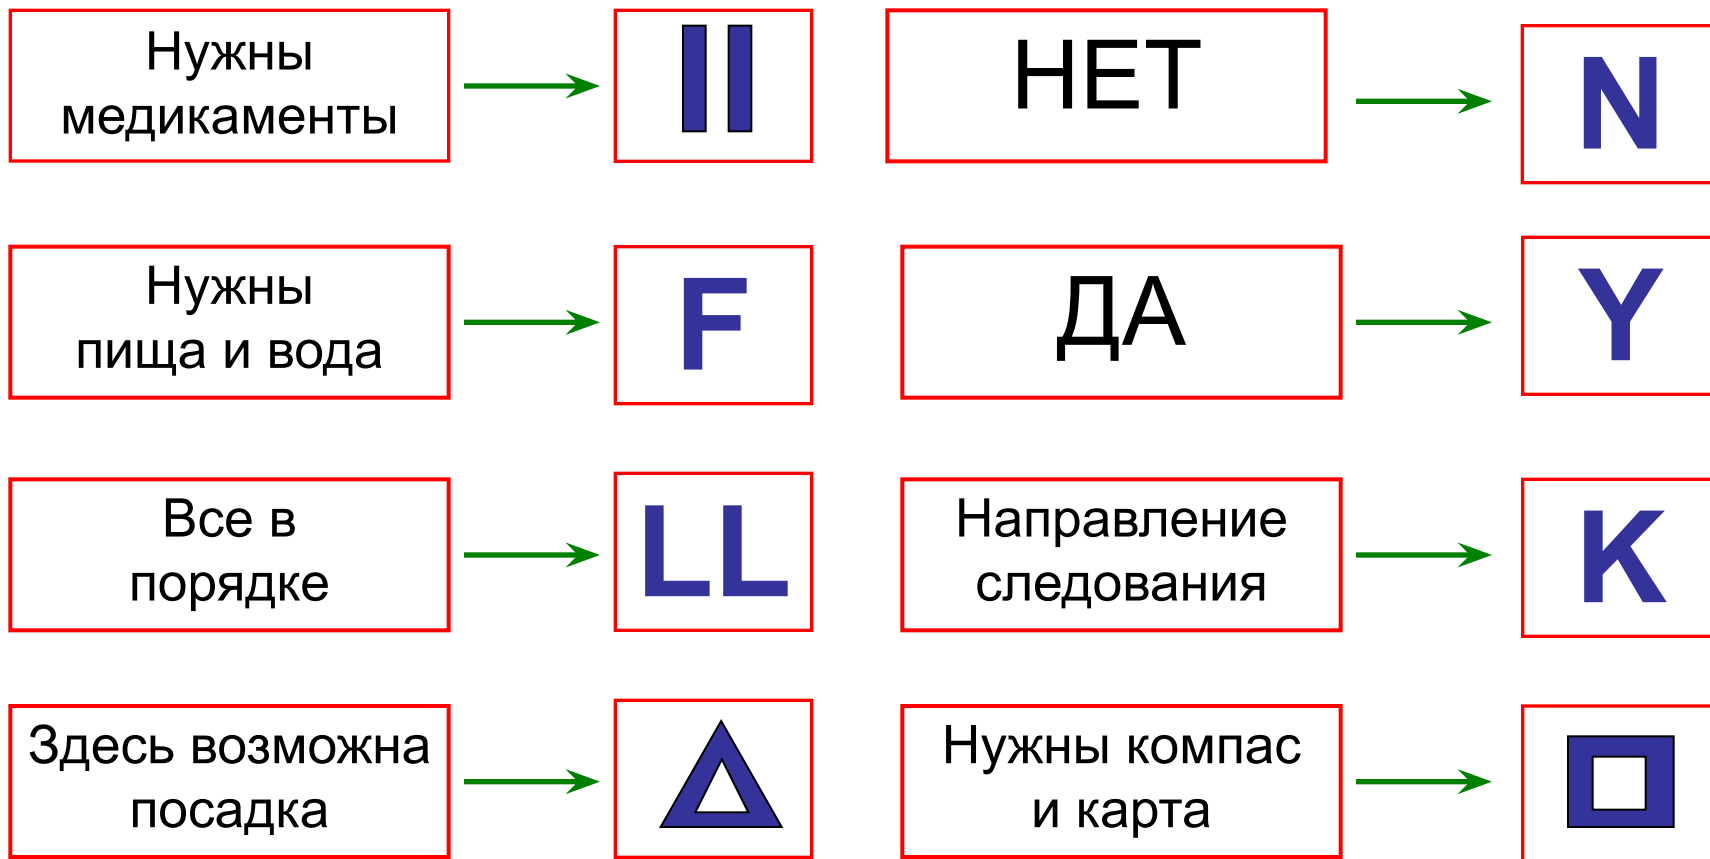 Нужны
медикаменты
II
НЕТ
N
Нужны
пища и вода
F
ДА
Y
Все в
порядке
LL
Направление
следования
K
Здесь возможна
посадка
Нужны компас
и карта